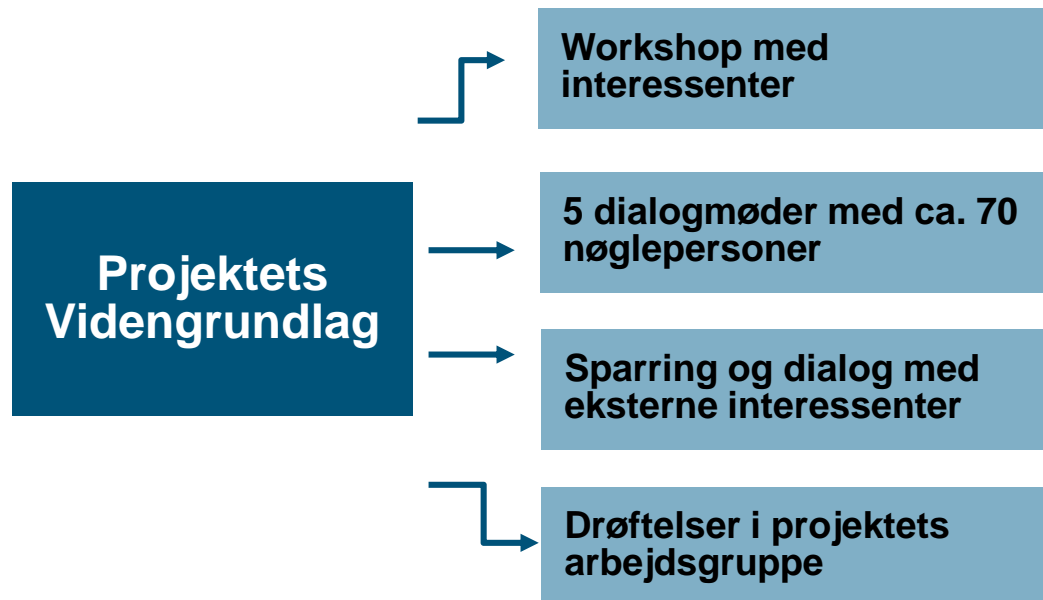 Workshop med
interessenter
Projektets
Videngrundlag
5 dialogmøder med ca. 70
nøglepersoner
Sparring og dialog med
eksterne interessenter
Drøftelser i projektets
arbejdsgruppe